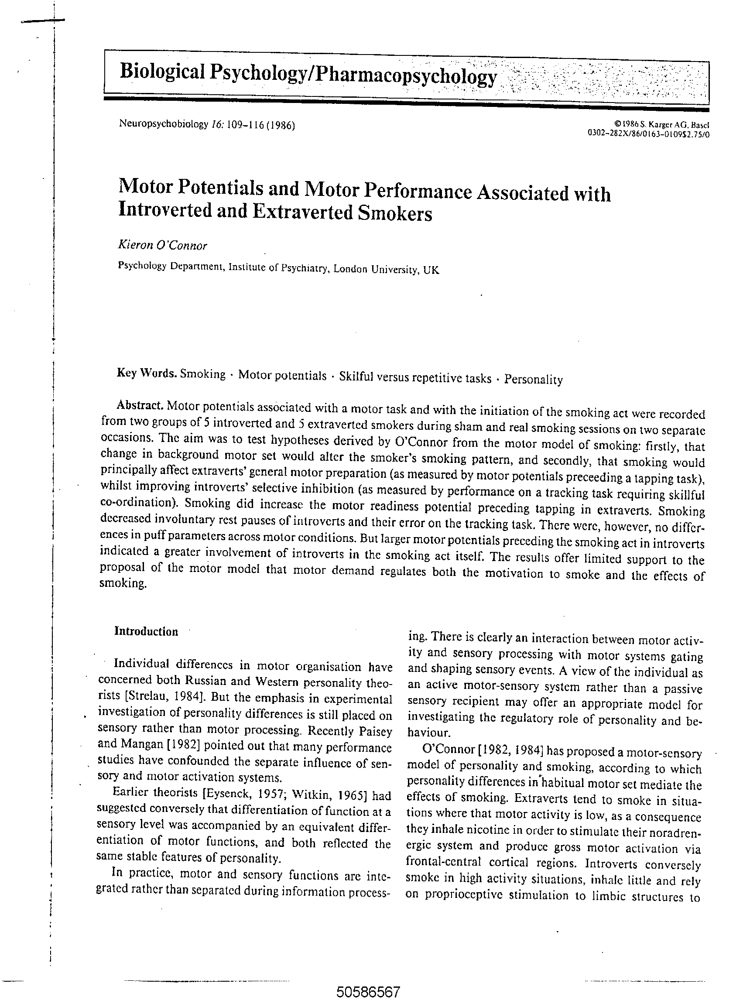 Biological Psychology/Pharmacopsychology
Neuropsychobiology 16: 109–116 (1986)
© 1986 S. Karger AG, Basel
0302-282X/86/0163-0109$2.75/0
Motor Potentials and Motor Performance Associated with
Introverted and Extraverted Smokers
Kieron O'Connor
Psychology Department, Institute of Psychiatry, London University, UK
Key Words. Smoking · Motor potentials · Skilful versus repetitive tasks · Personality
Abstract. Motor potentials associated with a motor task and with the initiation of the smoking act were recorded
from two groups of 5 introverted and 5 extraverted smokers during sham and real smoking sessions on two separate
occasions. The aim was to test hypotheses derived by O'Connor from the motor model of smoking: firstly, that
change in background motor set would alter the smoker's smoking pattern, and secondly, that smoking would
principally affect extraverts' general motor preparation (as measured by motor potentials preceeding a tapping task),
whilst improving introverts' selective inhibition (as measured by performance on a tracking task requiring skillful
co-ordination). Smoking did increase the motor readiness potential preceding tapping in extraverts. Smoking
decreased involuntary rest pauses of introverts and their error on the tracking task. There were, however, no differ-
ences in puff parameters across motor conditions. But larger motor potentials preceding the smoking act in introverts
indicated a greater involvement of introverts in the smoking act itself. The results offer limited support to the
proposal of the motor model that motor demand regulates both the motivation to smoke and the effects of
smoking.
Introduction
Individual differences in motor organisation have
concerned both Russian and Western personality theo-
rists [Strelau, 1984]. But the emphasis in experimental
investigation of personality differences is still placed on
sensory rather than motor processing. Recently Paisey
and Mangan [1982] pointed out that many performance
studies have confounded the separate influence of sen-
sory and motor activation systems.
Earlier theorists [Eysenck, 1957; Witkin, 1965] had
suggested conversely that differentiation of function at a
sensory level was accompanied by an equivalent differ-
entiation of motor functions, and both reflected the
same stable features of personality.
In practice, motor and sensory functions are inte-
grated rather than separated during information process-
ing. There is clearly an interaction between motor activ-
ity and sensory processing with motor systems gating
and shaping sensory events. A view of the individual as
an active motor-sensory system rather than a passive
sensory recipient may offer an appropriate model for
investigating the regulatory role of personality and be-
haviour.
O'Connor [1982, 1984] has proposed a motor-sensory
model of personality and smoking, according to which
personality differences in habitual motor set mediate the
effects of smoking. Extraverts tend to smoke in situa-
tions where that motor activity is low, as a consequence
they inhale nicotine in order to stimulate their noradren-
ergic system and produce gross motor activation via
frontal-central cortical regions. Introverts conversely
smoke in high activity situations, inhale little and rely
on proprioceptive stimulation to limbic structures to
50586567